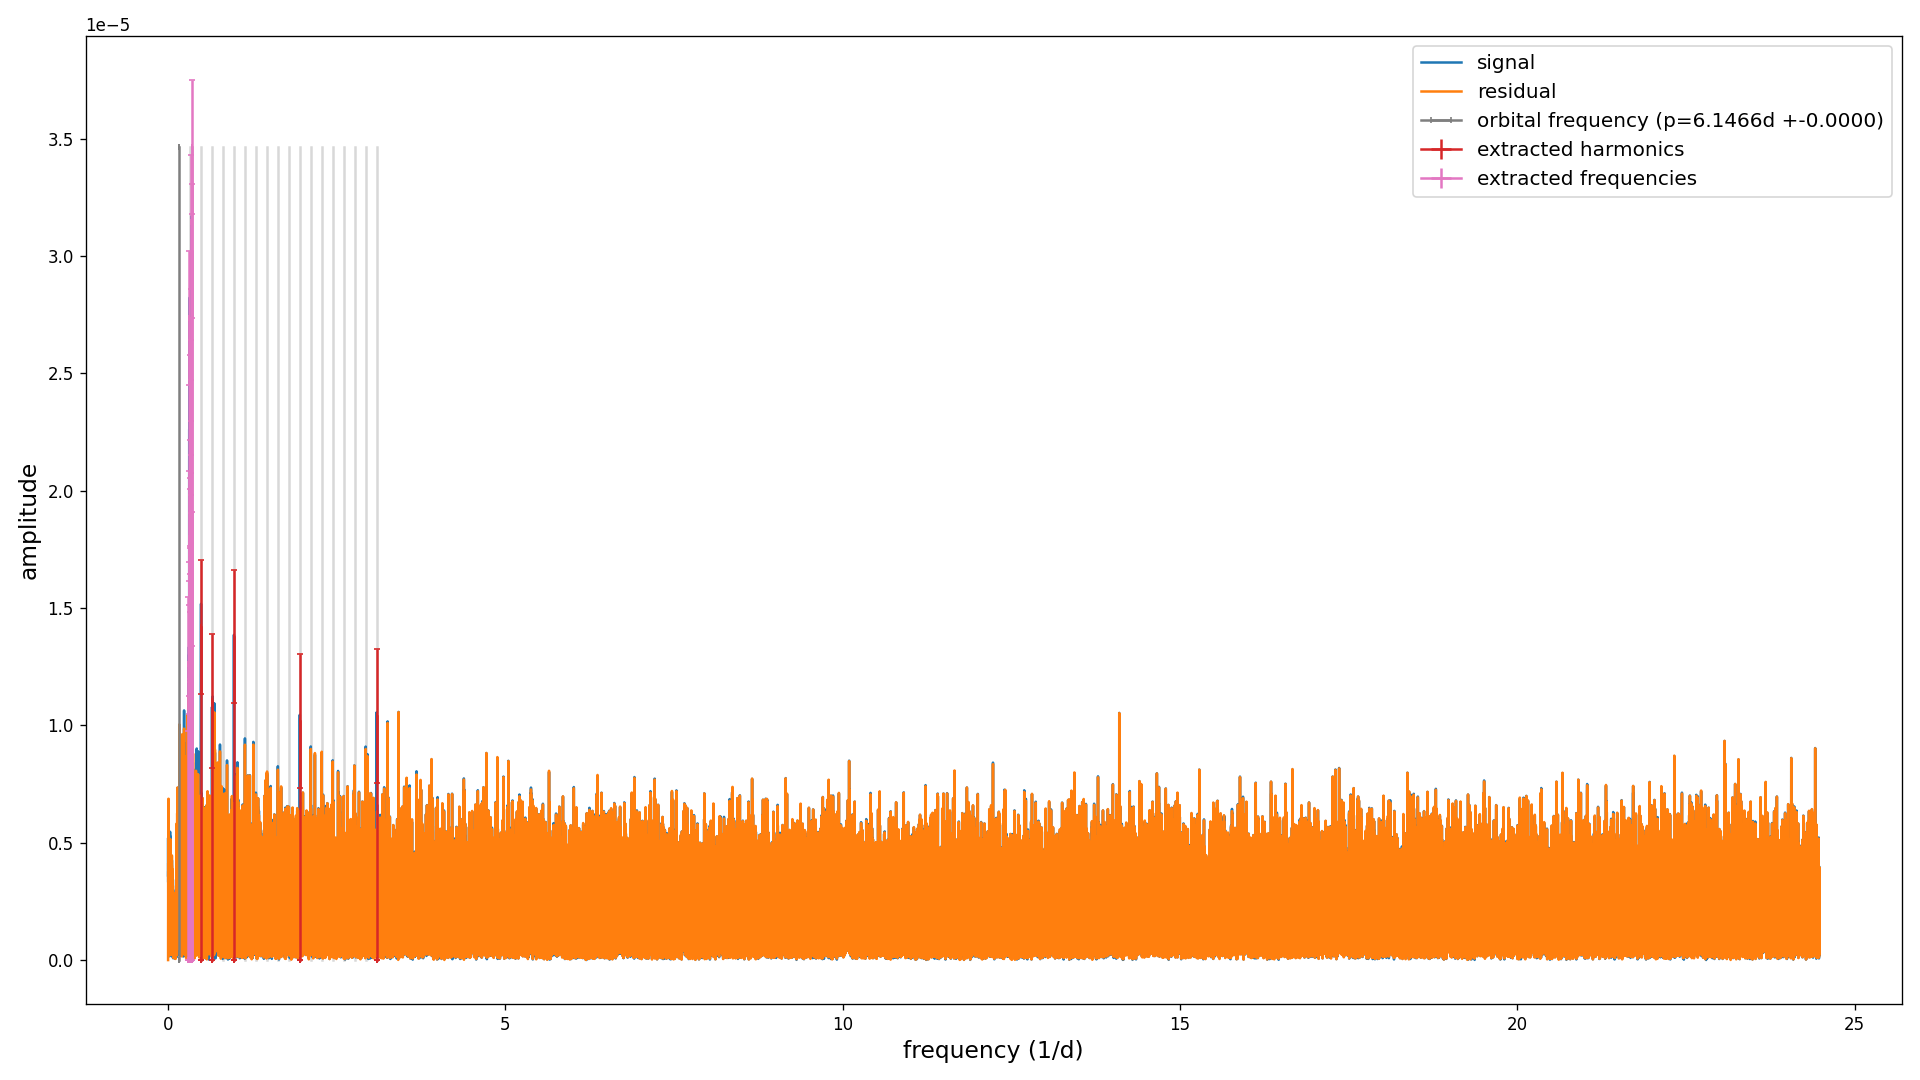 1e−5
signal
residual
orbital frequency (p=6.1466d +-0.0000)
extracted harmonics
extracted frequencies
3.5
3.0
2.5
2.0
1.5
1.0
0.5
0.0
amplitude
0 5 10 15 20 25
frequency (1/d)